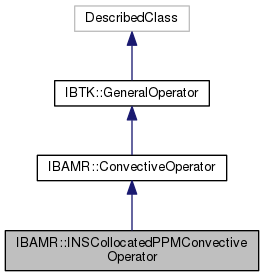 DescribedClass
IBTK::GeneralOperator
IBAMR::ConvectiveOperator
IBAMR::INSCollocatedPPMConvective
Operator